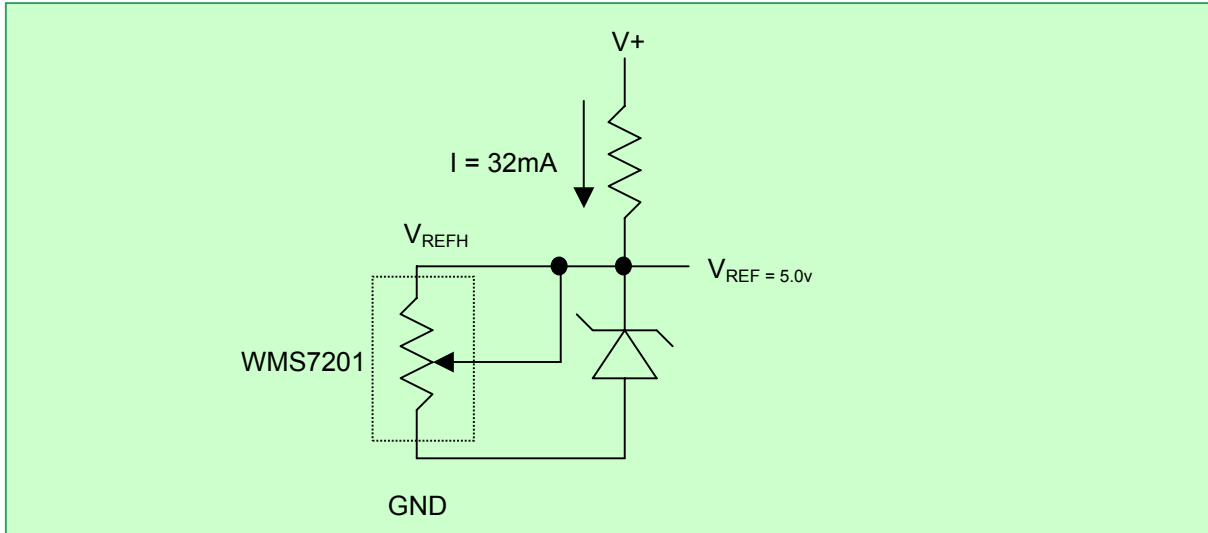 V+
I = 32mA
VREFH
VREF = 5.0v
WMS7201
GND